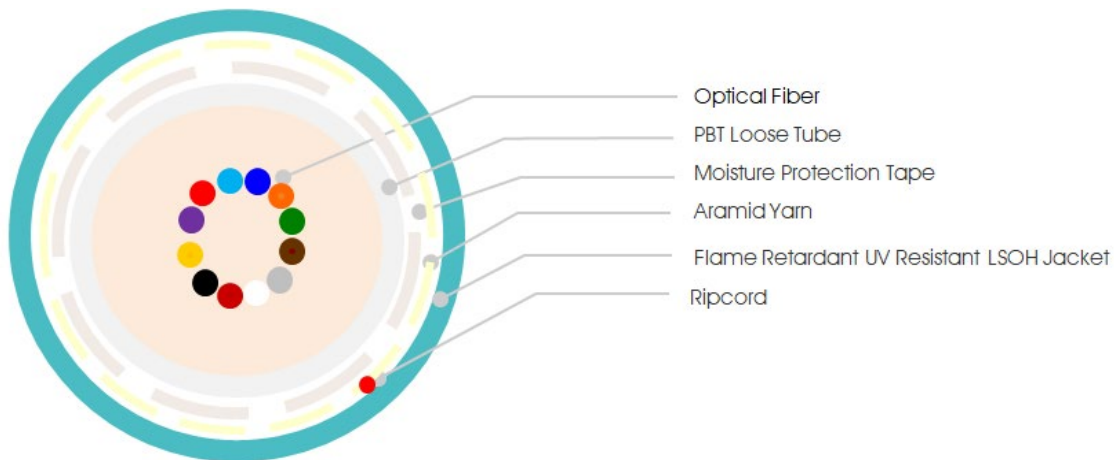 Optical Fiber
PBT Loose Tube
Moisture Protection Tape
Aramid Yarn
Flame Retardant UV Resistant LSOH Jacket
Ripcord